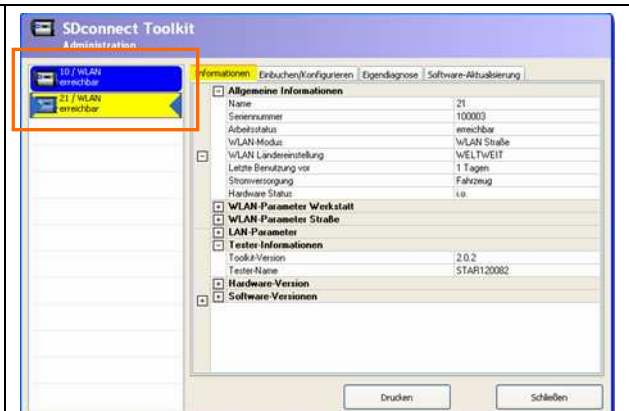 SDconnect Toolkit
Administration
10 / WLAN
erreichbar
21 / WLAN
erreichbar
Informationen Einbuchen/Konfigurieren Eigendiagnose Software-Aktualisierung
Allgemeine Informationen
Name 21
Seriennummer 100003
Arbeitsstatus erreichbar
WLAN-Modus WLAN Straße
WLAN Ländereinstellung WELTWEIT
Letzte Benutzung vor 1 Tagen
Stromversorgung Fahrzeug
Hardware Status i.o.
WLAN-Parameter Werkstatt
WLAN-Parameter Straße
LAN-Parameter
Tester-Informationen
Toolkit-Version 2.0.2
Tester-Name STAR120082
Hardware-Version
Software-Versionen
Drucken Schließen